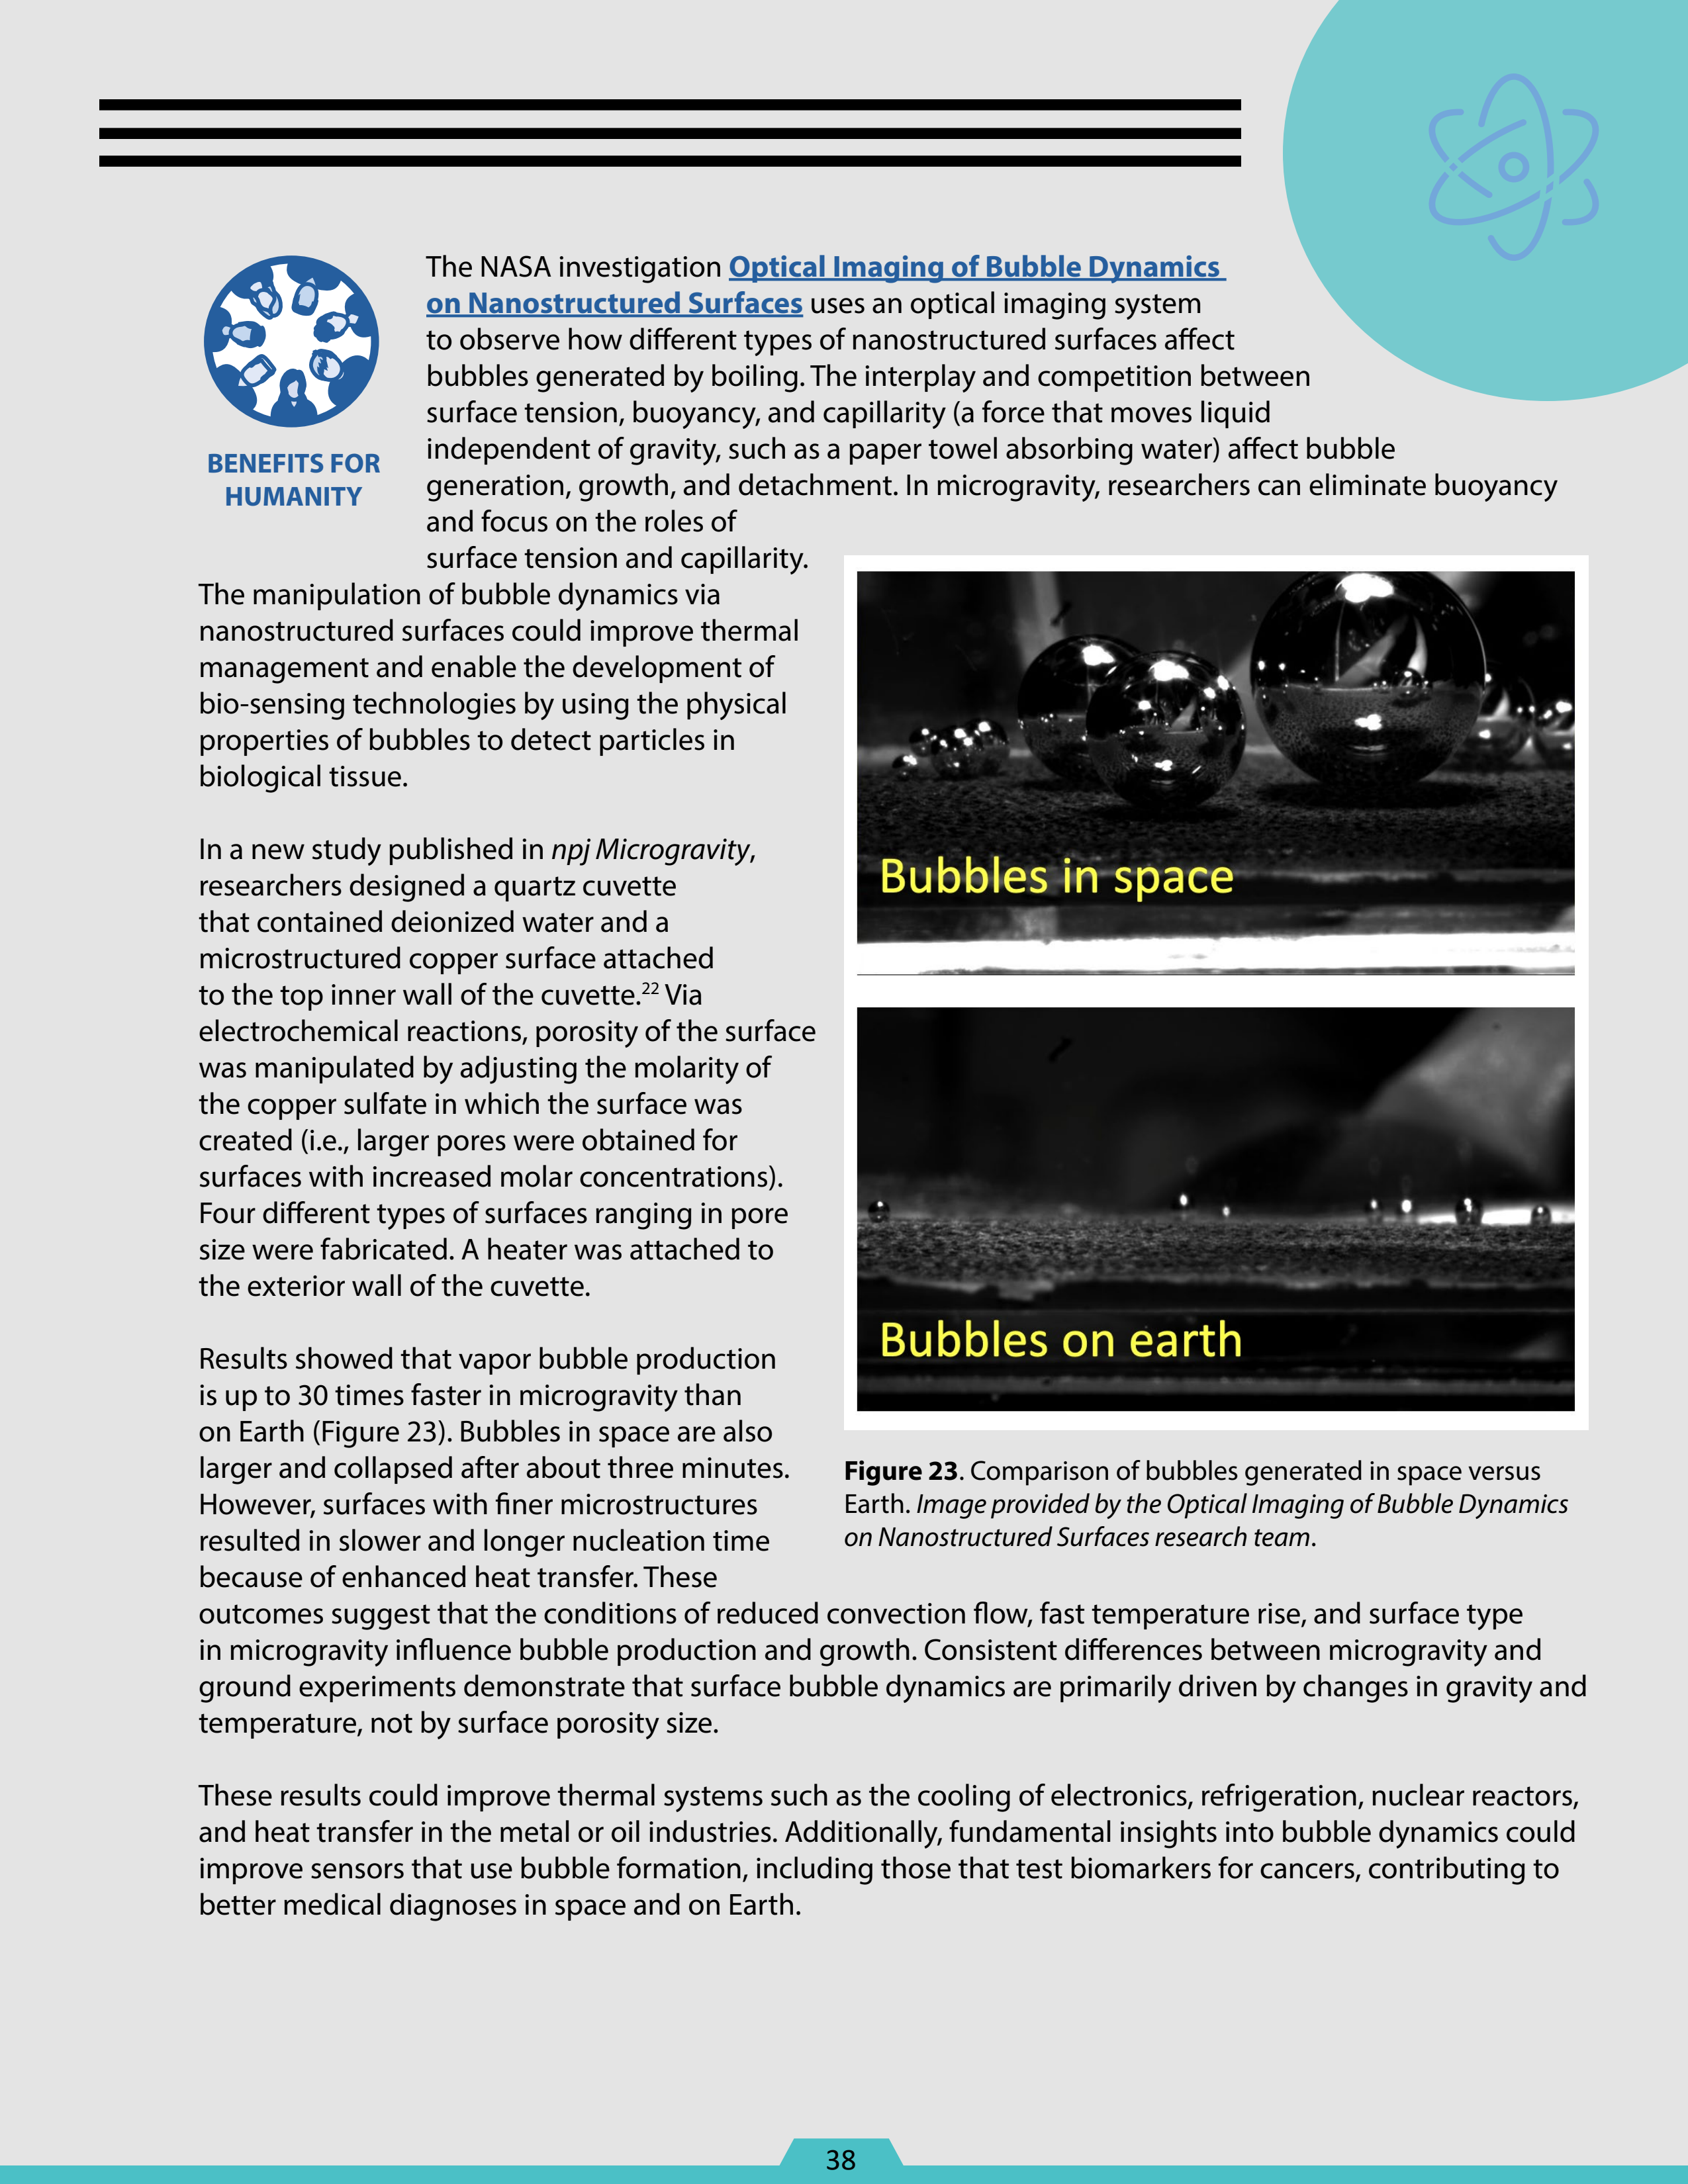 The NASA investigation Optical Imaging of Bubble Dynamics
on Nanostructured Surfaces uses an optical imaging system
to observe how different types of nanostructured surfaces affect
bubbles generated by boiling. The interplay and competition between
surface tension, buoyancy, and capillarity (a force that moves liquid
independent of gravity, such as a paper towel absorbing water) affect bubble
generation, growth, and detachment. In microgravity, researchers can eliminate buoyancy
and focus on the roles of
surface tension and capillarity.
BENEFITS FOR
HUMANITY
The manipulation of bubble dynamics via
nanostructured surfaces could improve thermal
management and enable the development of
bio-sensing technologies by using the physical
properties of bubbles to detect particles in
biological tissue.
In a new study published in npj Microgravity,
researchers designed a quartz cuvette
that contained deionized water and a
microstructured copper surface attached
to the top inner wall of the cuvette.22 Via
electrochemical reactions, porosity of the surface
was manipulated by adjusting the molarity of
the copper sulfate in which the surface was
created (i.e., larger pores were obtained for
surfaces with increased molar concentrations).
Four different types of surfaces ranging in pore
size were fabricated. A heater was attached to
the exterior wall of the cuvette.
Results showed that vapor bubble production
is up to 30 times faster in microgravity than
on Earth (Figure 23). Bubbles in space are also
larger and collapsed after about three minutes.
However, surfaces with finer microstructures
resulted in slower and longer nucleation time
because of enhanced heat transfer. These
outcomes suggest that the conditions of reduced convection flow, fast temperature rise, and surface type
in microgravity influence bubble production and growth. Consistent differences between microgravity and
ground experiments demonstrate that surface bubble dynamics are primarily driven by changes in gravity and
temperature, not by surface porosity size.
Bubbles in space
Bubbles on earth
Figure 23. Comparison of bubbles generated in space versus
Earth. Image provided by the Optical Imaging of Bubble Dynamics
on Nanostructured Surfaces research team.
These results could improve thermal systems such as the cooling of electronics, refrigeration, nuclear reactors,
and heat transfer in the metal or oil industries. Additionally, fundamental insights into bubble dynamics could
improve sensors that use bubble formation, including those that test biomarkers for cancers, contributing to
better medical diagnoses in space and on Earth.
38